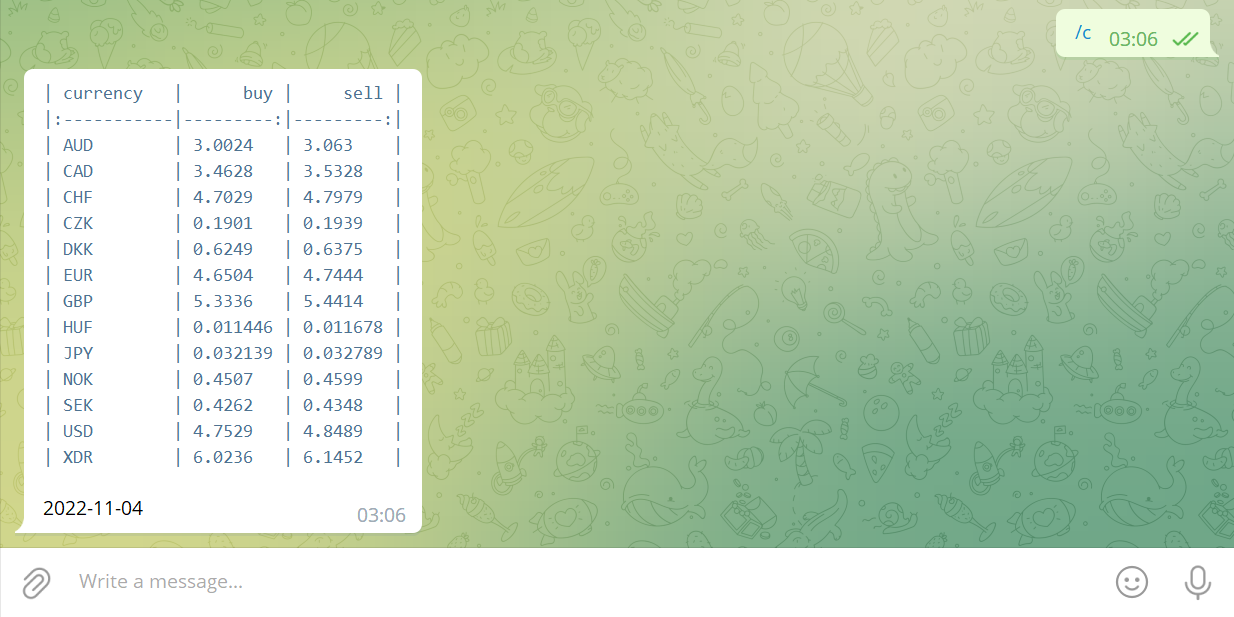 /c 03:06
| currency   |      buy |     sell |
|:-----------|---------:|---------:|
| AUD        | 3.0024   | 3.063    |
| CAD        | 3.4628   | 3.5328   |
| CHF        | 4.7029   | 4.7979   |
| CZK        | 0.1901   | 0.1939   |
| DKK        | 0.6249   | 0.6375   |
| EUR        | 4.6504   | 4.7444   |
| GBP        | 5.3336   | 5.4414   |
| HUF        | 0.011446 | 0.011678 |
| JPY        | 0.032139 | 0.032789 |
| NOK        | 0.4507   | 0.4599   |
| SEK        | 0.4262   | 0.4348   |
| USD        | 4.7529   | 4.8489   |
| XDR        | 6.0236   | 6.1452   |
2022-11-04
03:06
Write a message...